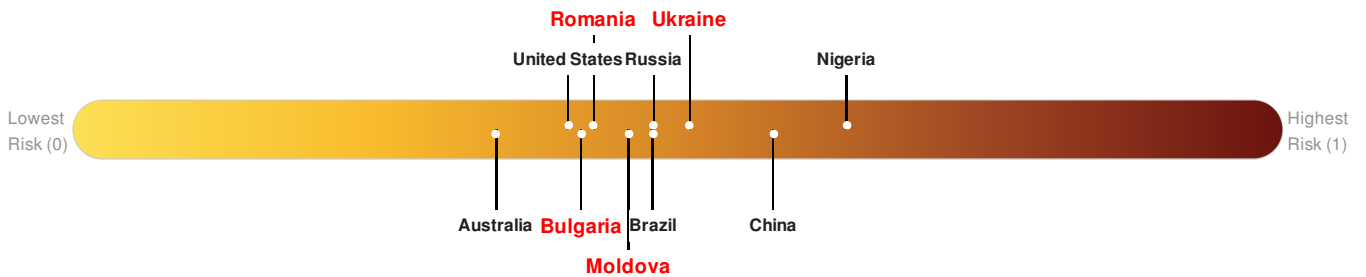 Romania Ukraine
United States Russia Nigeria
Lowest
Risk (0)
Highest
Risk (1)
Australia Bulgaria Brazil China
Moldova